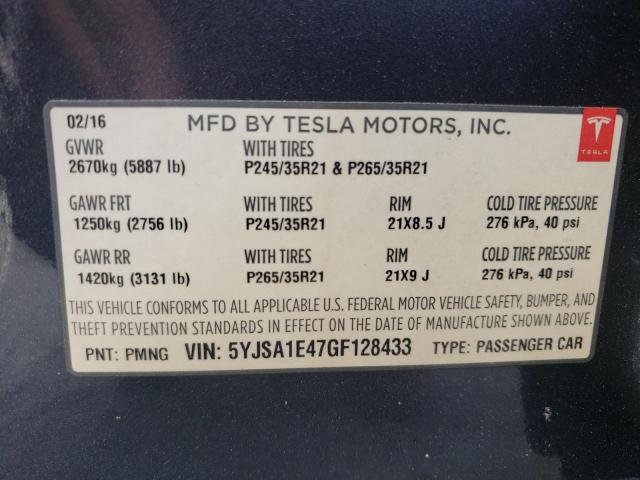 02/16 MFD BY TESLA MOTORS, INC. TESLA
GVWR WITH TIRES
2670kg (5887 lb) P245/35R21 & P265/35R21
GAWR FRT WITH TIRES RIM COLD TIRE PRESSURE
1250kg (2756 lb) P245/35R21 21X8.5 J 276 kPa, 40 psi
GAWR RR WITH TIRES RIM COLD TIRE PRESSURE
1420kg (3131 lb) P265/35R21 21X9 J 276 kPa, 40 psi
THIS VEHICLE CONFORMS TO ALL APPLICABLE U.S. FEDERAL MOTOR VEHICLE SAFETY, BUMPER, AND
THEFT PREVENTION STANDARDS IN EFFECT ON THE DATE OF MANUFACTURE SHOWN ABOVE.
PNT: PMNG VIN: 5YJSA1E47GF128433 TYPE: PASSENGER CAR